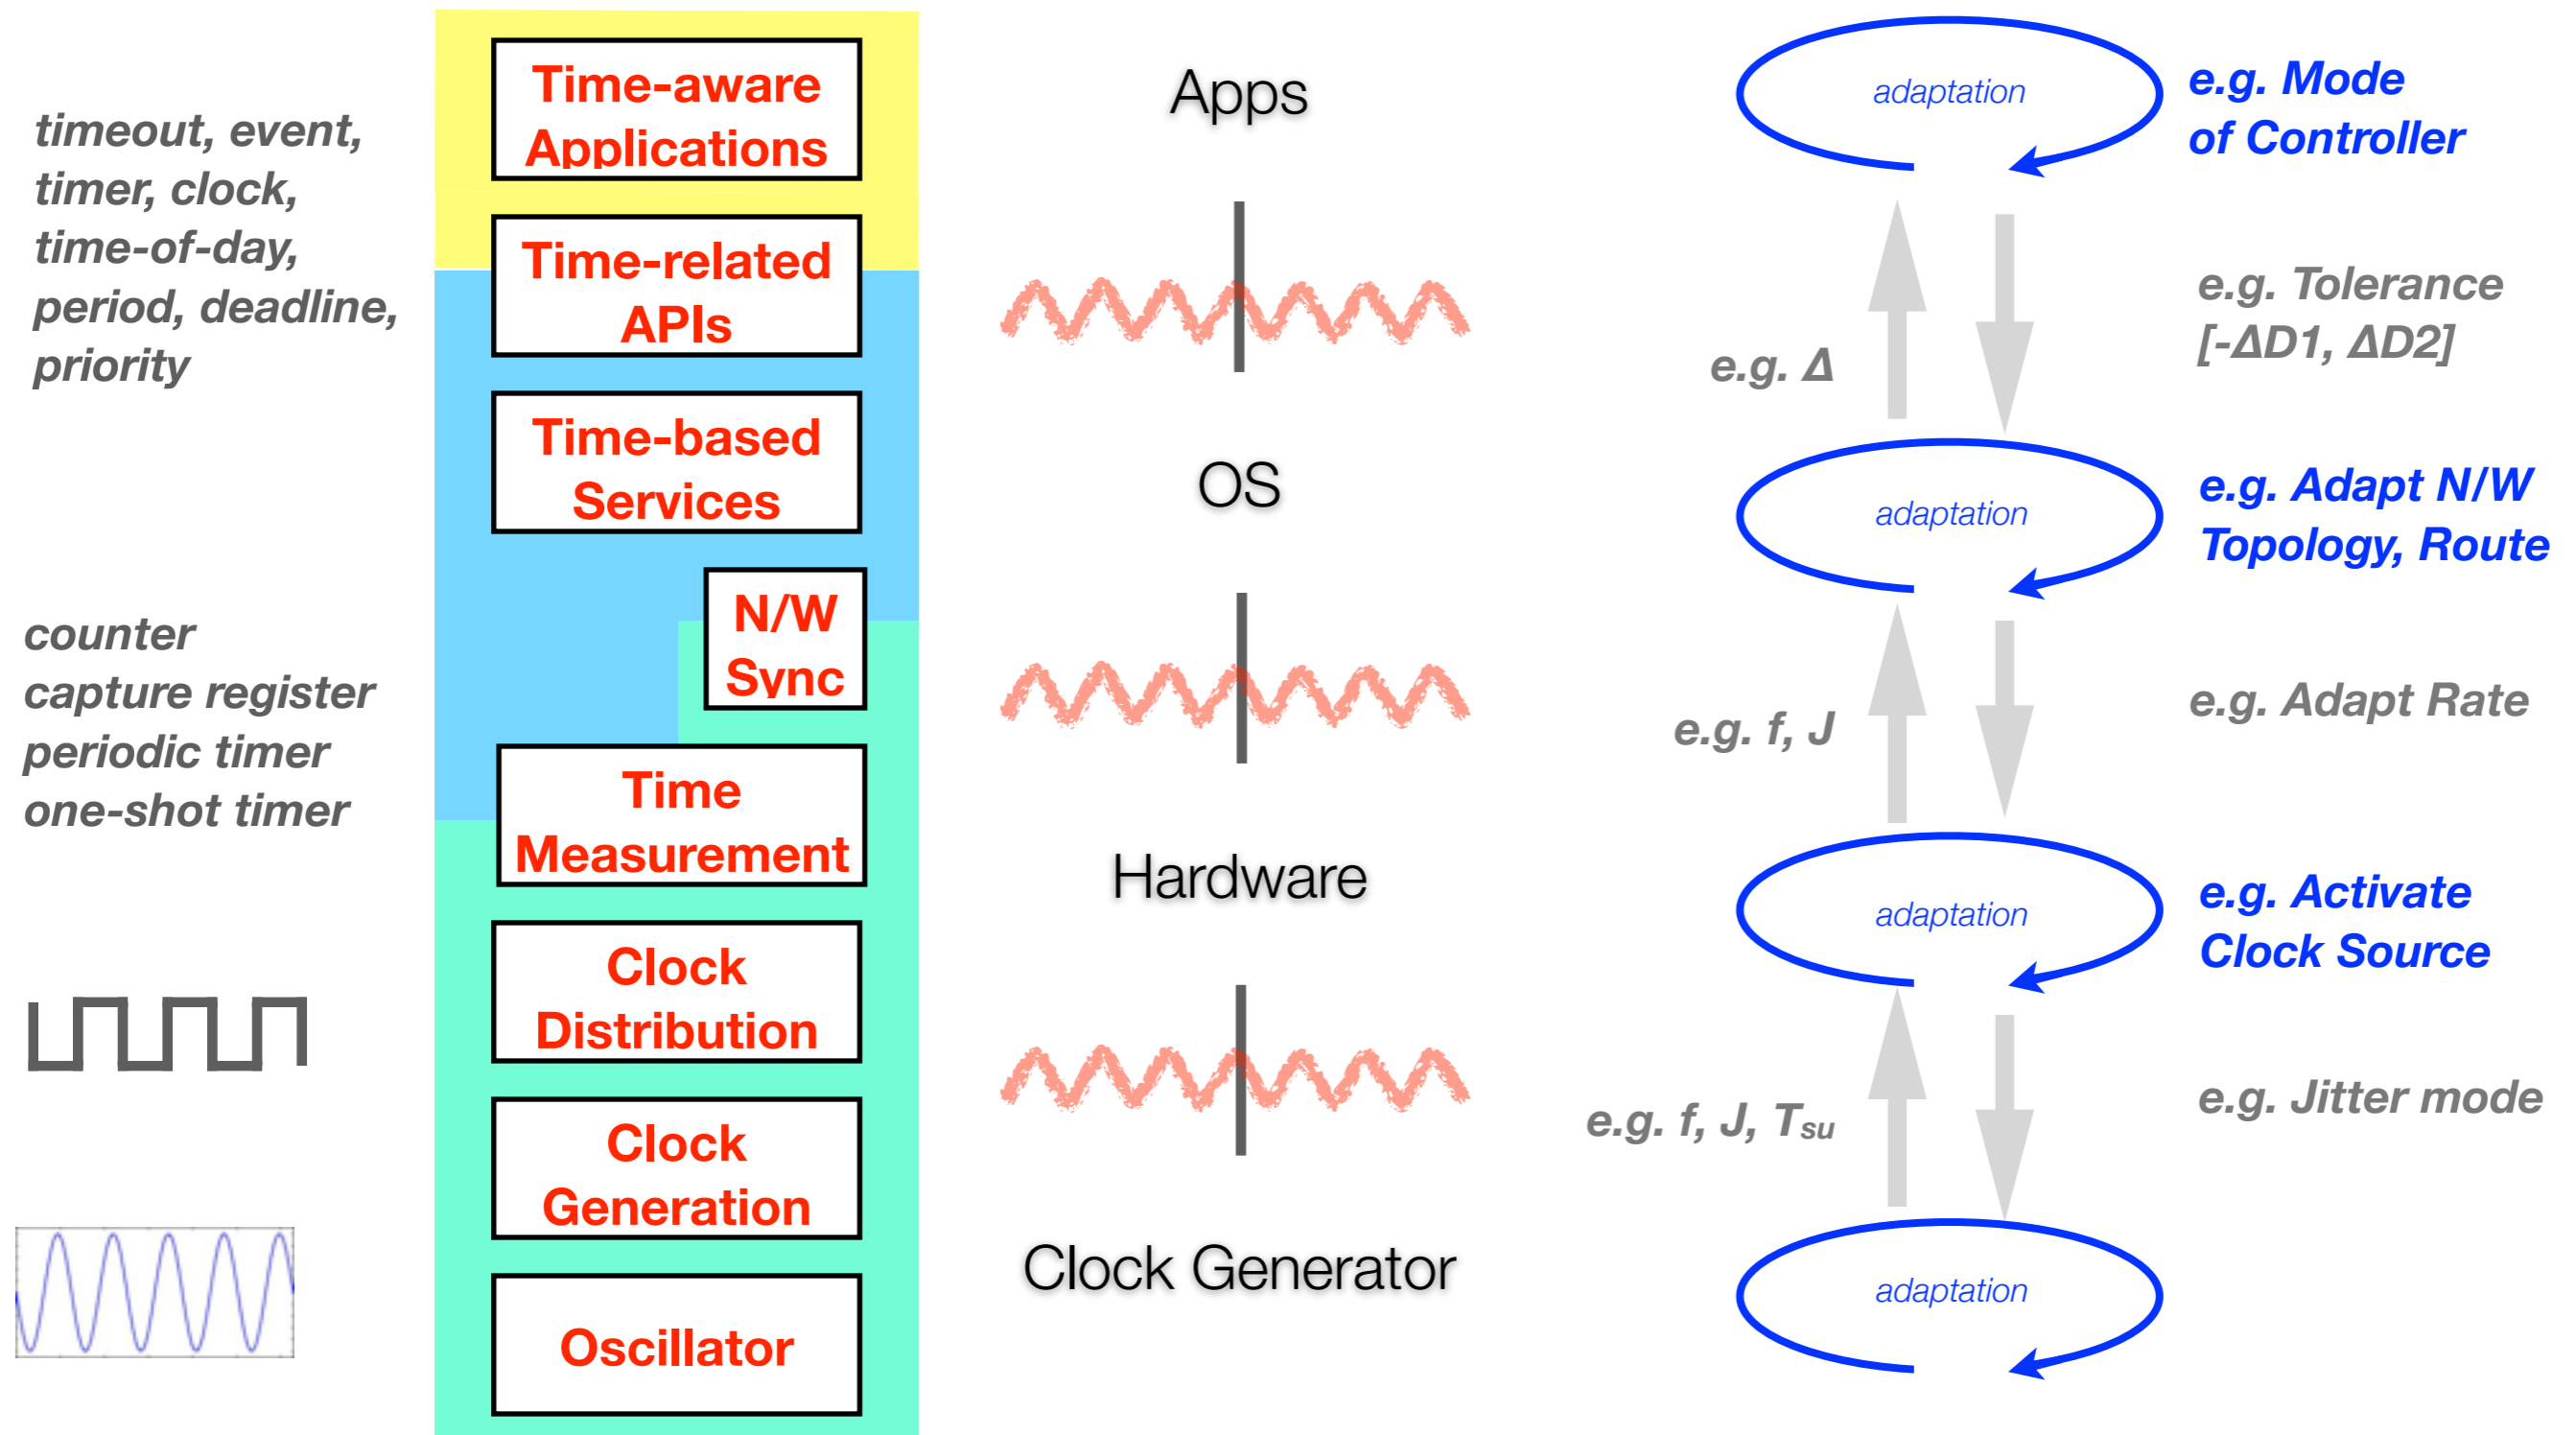 timeout, event,
timer, clock,
time-of-day,
period, deadline,
priority
counter
capture register
periodic timer
one-shot timer
Time-aware
Applications
Time-related
APIs
Time-based
Services
N/W
Sync
Time
Measurement
Clock
Distribution
Clock
Generation
Oscillator
Apps
OS
Hardware
Clock Generator
adaptation
e.g. Mode
of Controller
e.g. Δ
e.g. Tolerance
[-ΔD1, ΔD2]
adaptation
e.g. Adapt N/W
Topology, Route
e.g. f, J
e.g. Adapt Rate
adaptation
e.g. Activate
Clock Source
e.g. f, J, Tsu
e.g. Jitter mode
adaptation